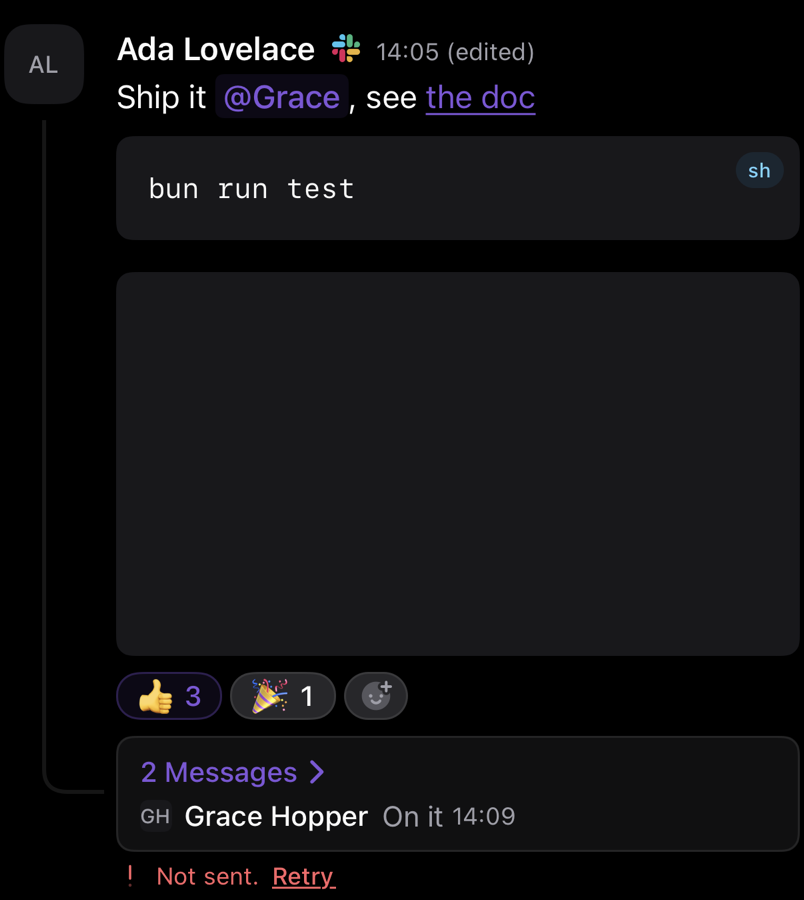 AL
Ada Lovelace 14:05 (edited)
Ship it @Grace, see the doc
sh
bun run test
👍 3 🎉 1
2 Messages >
GH Grace Hopper On it 14:09
! Not sent. Retry